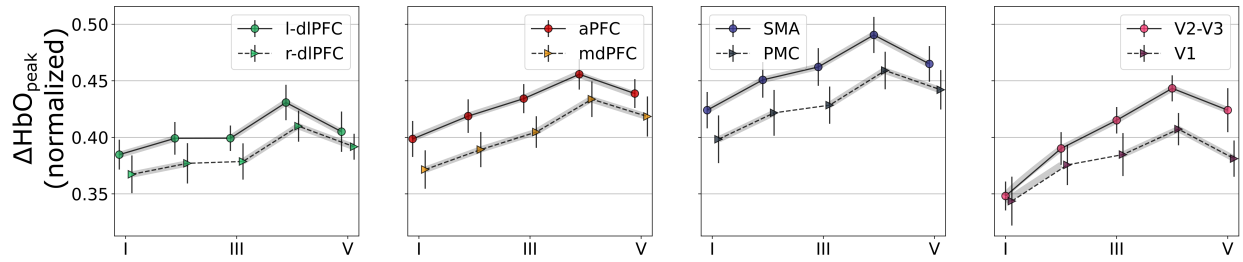 ΔHbOpeak
(normalized)
0.50
0.45
0.40
0.35
l-dlPFC
r-dlPFC
I III V
aPFC
mdPFC
I III V
SMA
PMC
I III V
V2-V3
V1
I III V